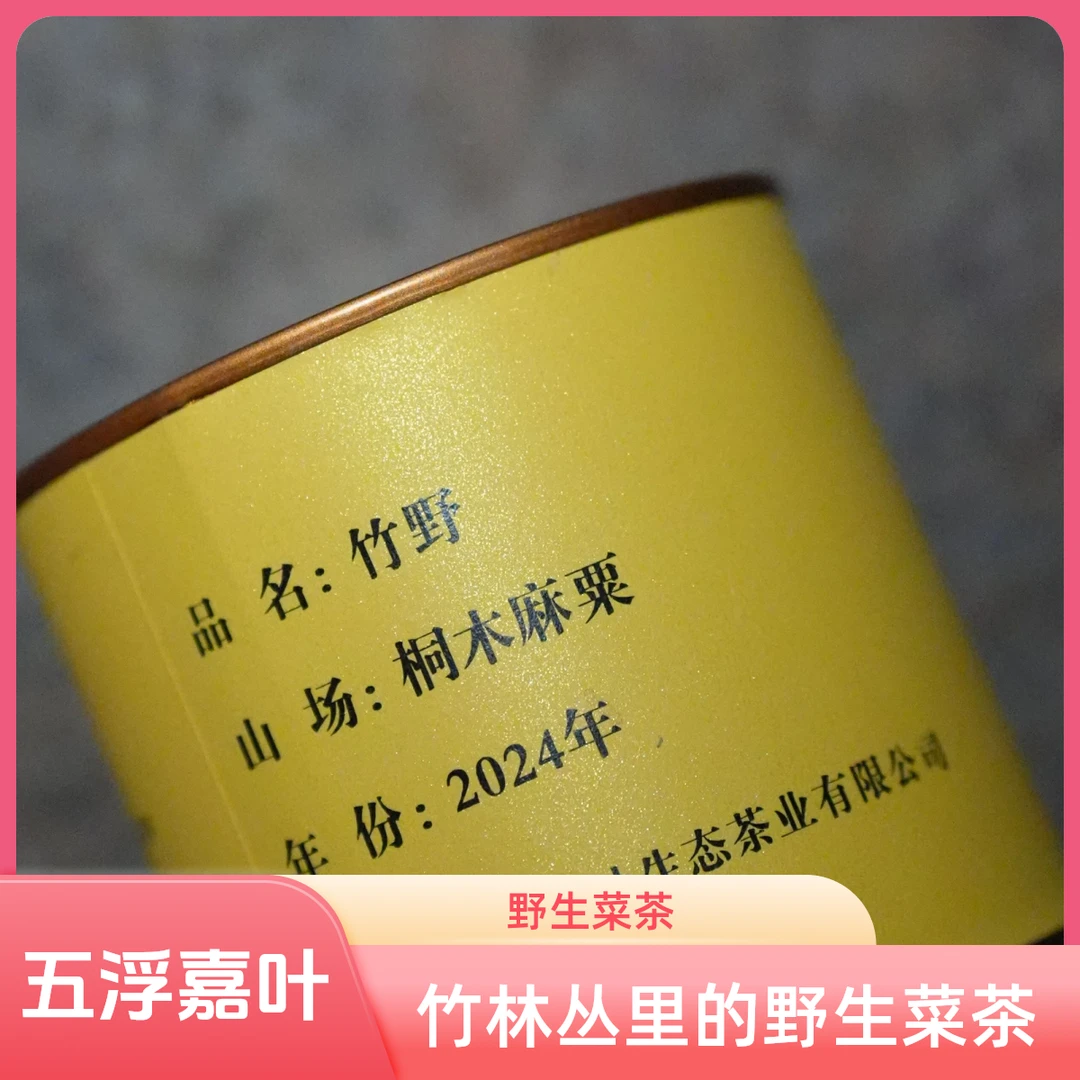 品 名：竹野
山 场：桐木麻粟
年 份：2024年
生态茶业有限公司
野生菜茶
五浮嘉叶
竹林丛里的野生菜茶